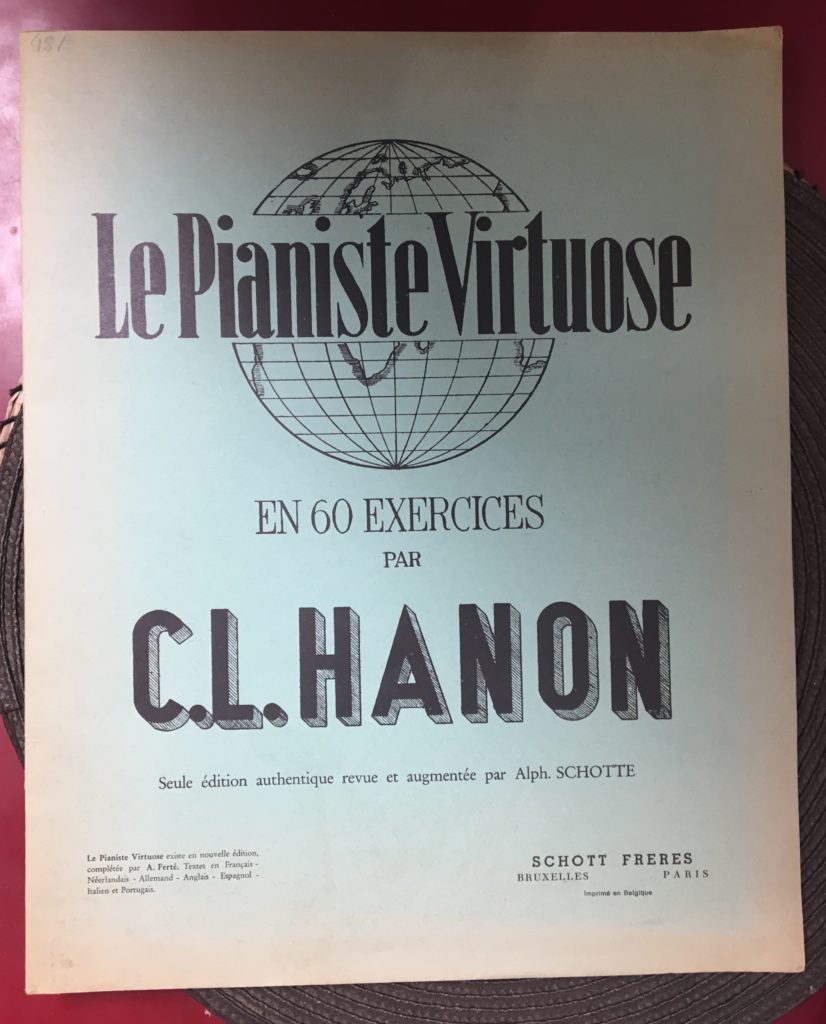 Le Pianiste Virtuose
EN 60 EXERCICES
PAR
C.L. HANON
Seule édition authentique revue et augmentée par Alph. SCHOTTE
Le Pianiste Virtuose existe en nouvelle édition,
complétée par A. Ferté. Textes en Français -
Néerlandais - Allemand - Anglais - Espagnol -
Italien et Portugais.
SCHOTT FRERES
BRUXELLES PARIS
Imprimé en Belgique